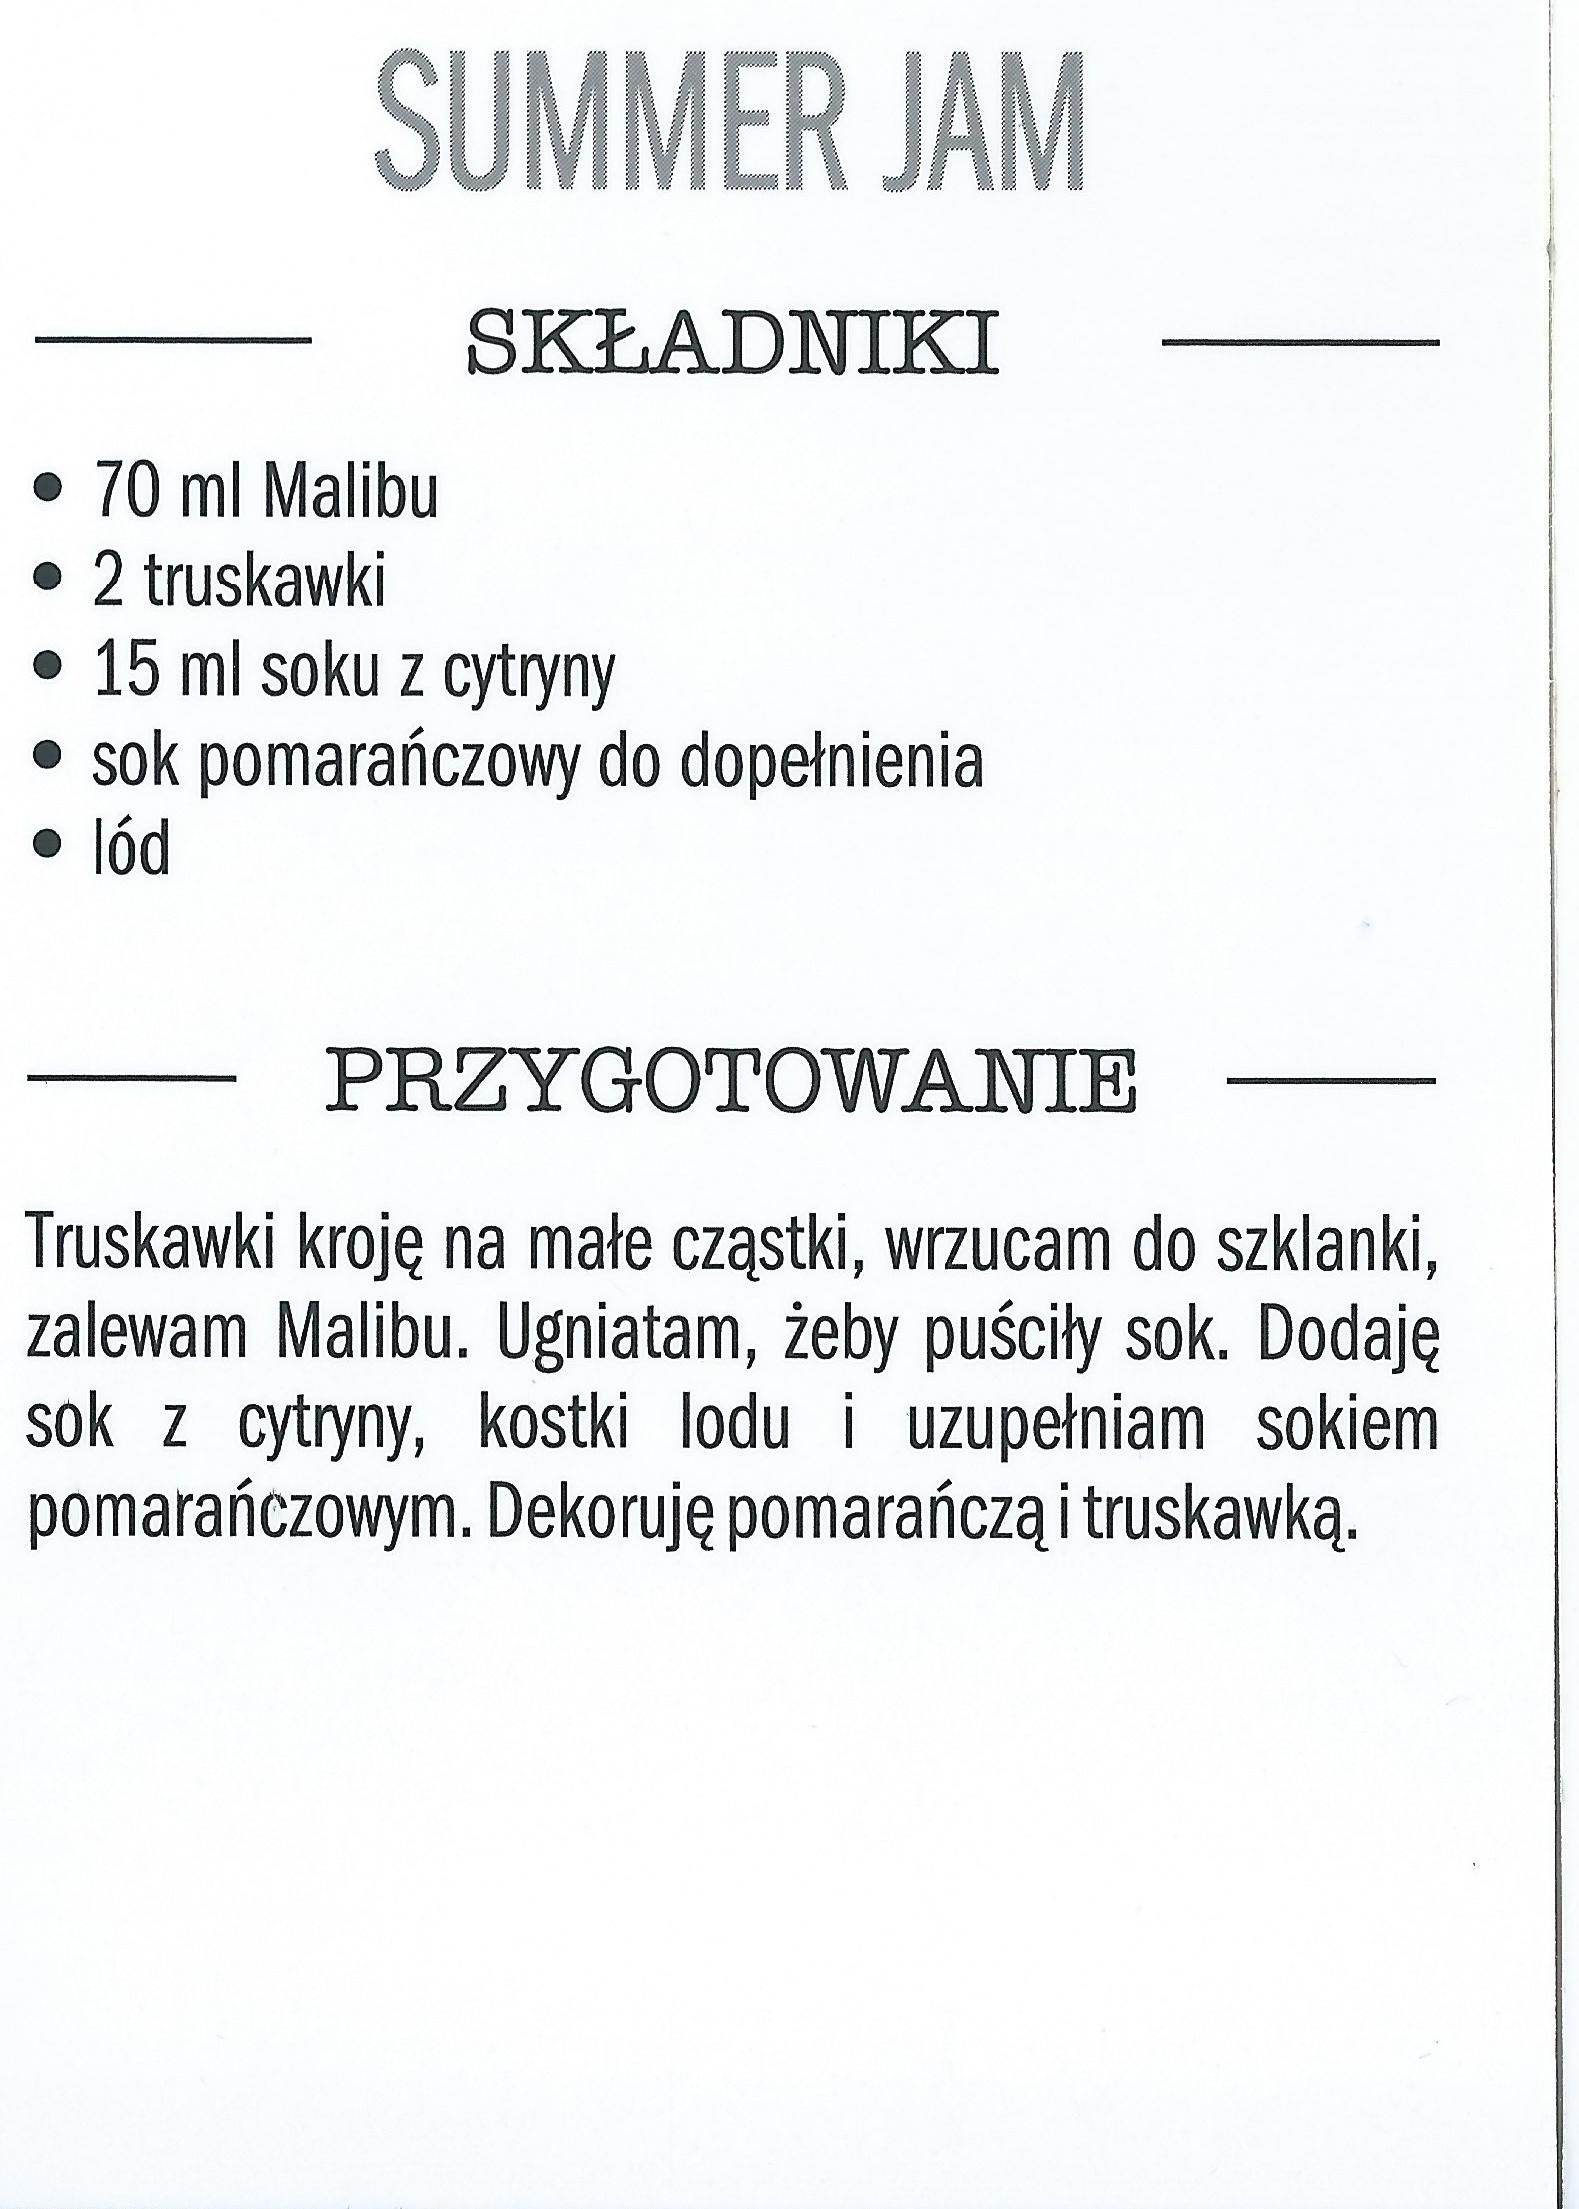 SUMMER JAM
SKŁADNIKI
• 70 ml Malibu
• 2 truskawki
• 15 ml soku z cytryny
• sok pomarańczowy do dopełnienia
• lód
PRZYGOTOWANIE
Truskawki kroję na małe cząstki, wrzucam do szklanki,
zalewam Malibu. Ugniatam, żeby puściły sok. Dodaję
sok z cytryny, kostki lodu i uzupełniam sokiem
pomarańczowym. Dekoruję pomarańczą i truskawką.